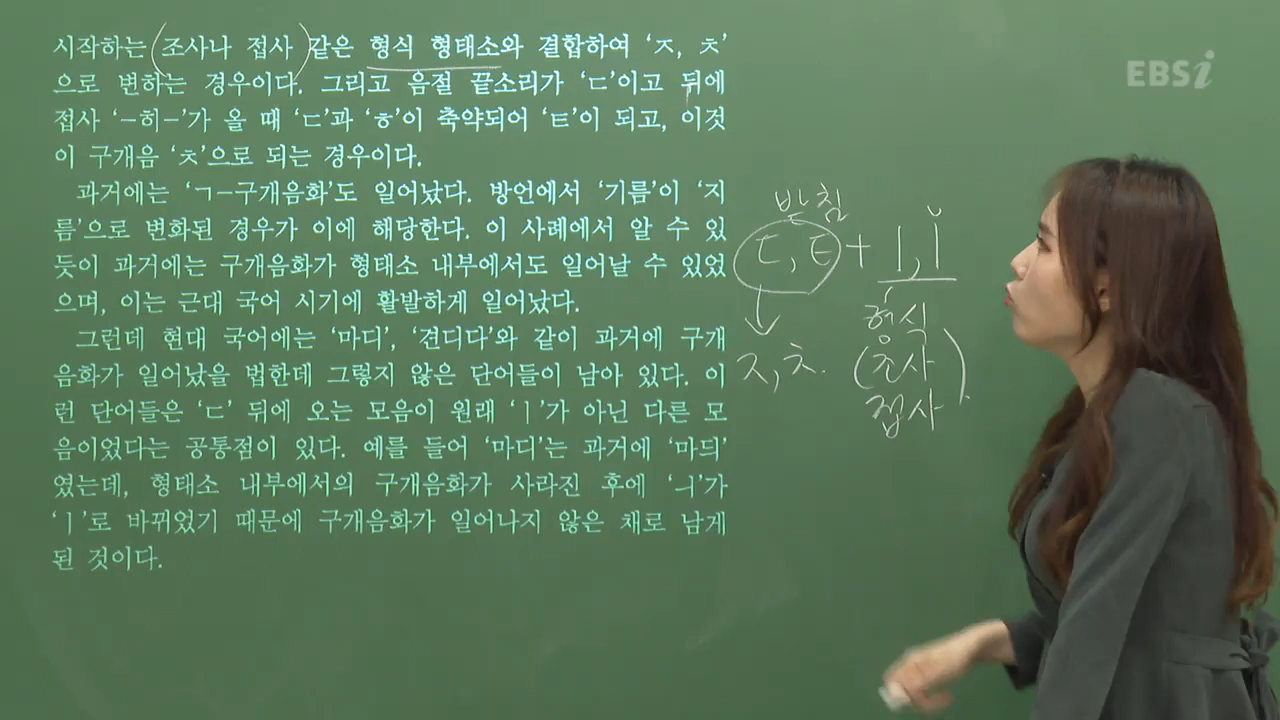 시작하는 (조사나 접사)같은 형식 형태소와 결합하여 ‘ㅈ, ㅊ’
으로 변하는 경우이다. 그리고 음절 끝소리가 ‘ㄷ’이고 뒤에
접사 ‘-히-’가 올 때 ‘ㄷ’과 ‘ㅎ’이 축약되어 ‘ㅌ’이 되고, 이것
이 구개음 ‘ㅊ’으로 되는 경우이다.
과거에는 ‘ㄱ-구개음화’도 일어났다. 방언에서 ‘기름’이 ‘지
름’으로 변화된 경우가 이에 해당한다. 이 사례에서 알 수 있
듯이 과거에는 구개음화가 형태소 내부에서도 일어날 수 있었
으며, 이는 근대 국어 시기에 활발하게 일어났다.
그런데 현대 국어에는 ‘마디’, ‘견디다’와 같이 과거에 구개
음화가 일어났을 법한데 그렇지 않은 단어들이 남아 있다. 이
런 단어들은 ‘ㄷ’ 뒤에 오는 모음이 원래 ‘ㅣ’가 아닌 다른 모
음이었다는 공통점이 있다. 예를 들어 ‘마디’는 과거에 ‘마듸’
였는데, 형태소 내부에서의 구개음화가 사라진 후에 ‘ㅢ’가
‘ㅣ’로 바뀌었기 때문에 구개음화가 일어나지 않은 채로 남게
된 것이다.
받침
ㄷ, ㅌ + ㅣ, ĭ
↓
ㅈ, ㅊ.
형식
(조사
접사).
EBSi